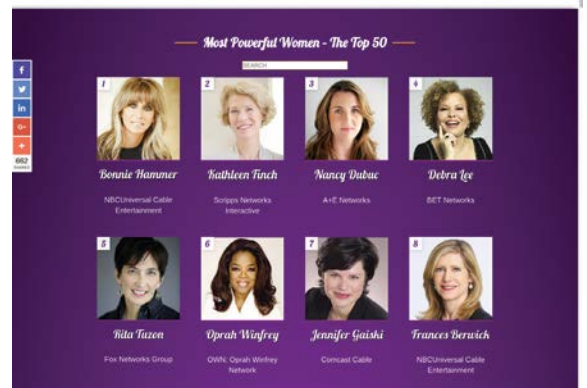 Most Powerful Women – The Top 50
SEARCH
1
2
3
4
Bonnie Hammer
Kathleen Finch
Nancy Dubuc
Debra Lee
NBCUniversal Cable
Entertainment
Scripps Networks
Interactive
A+E Networks
BET Networks
5
6
7
8
Rita Tuzon
Oprah Winfrey
Jennifer Gaiski
Frances Berwick
Fox Networks Group
OWN: Oprah Winfrey
Network
Comcast Cable
NBCUniversal Cable
Entertainment
f
in
G+
+
662
SHARES